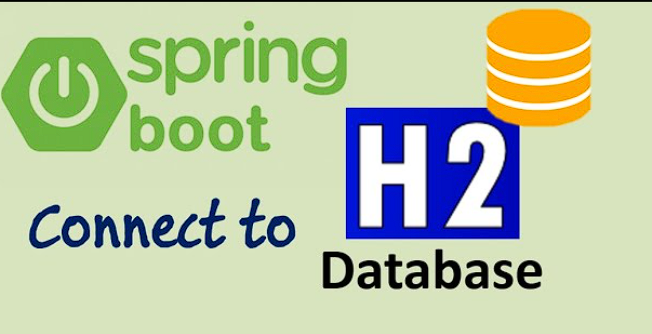 spring
boot
Connect to
H2
Database